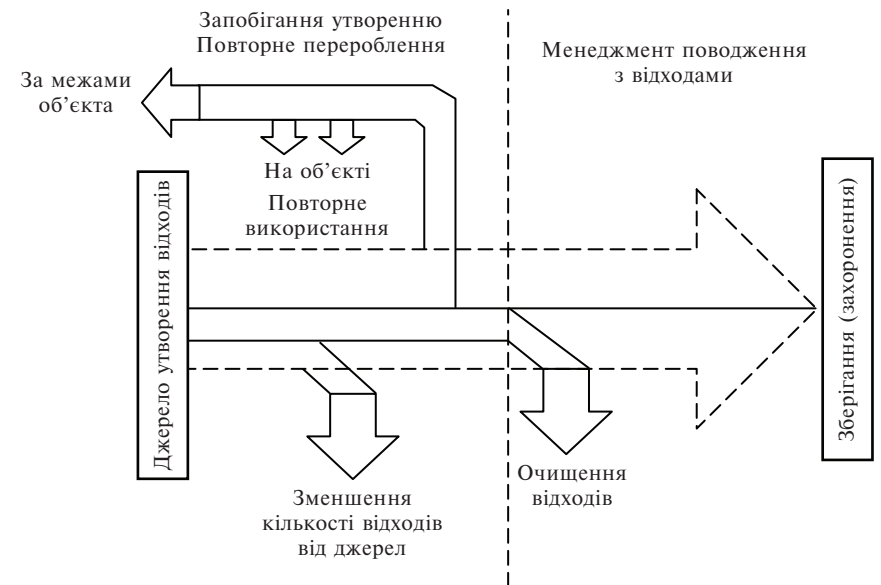 Запобігання утворенню
Повторне перероблення
Менеджмент поводження
з відходами
За межами
об’єкта
На об’єкті
Повторне
використання
Джерело утворення відходів
Зберігання (захоронення)
Очищення
відходів
Зменшення
кількості відходів
від джерел